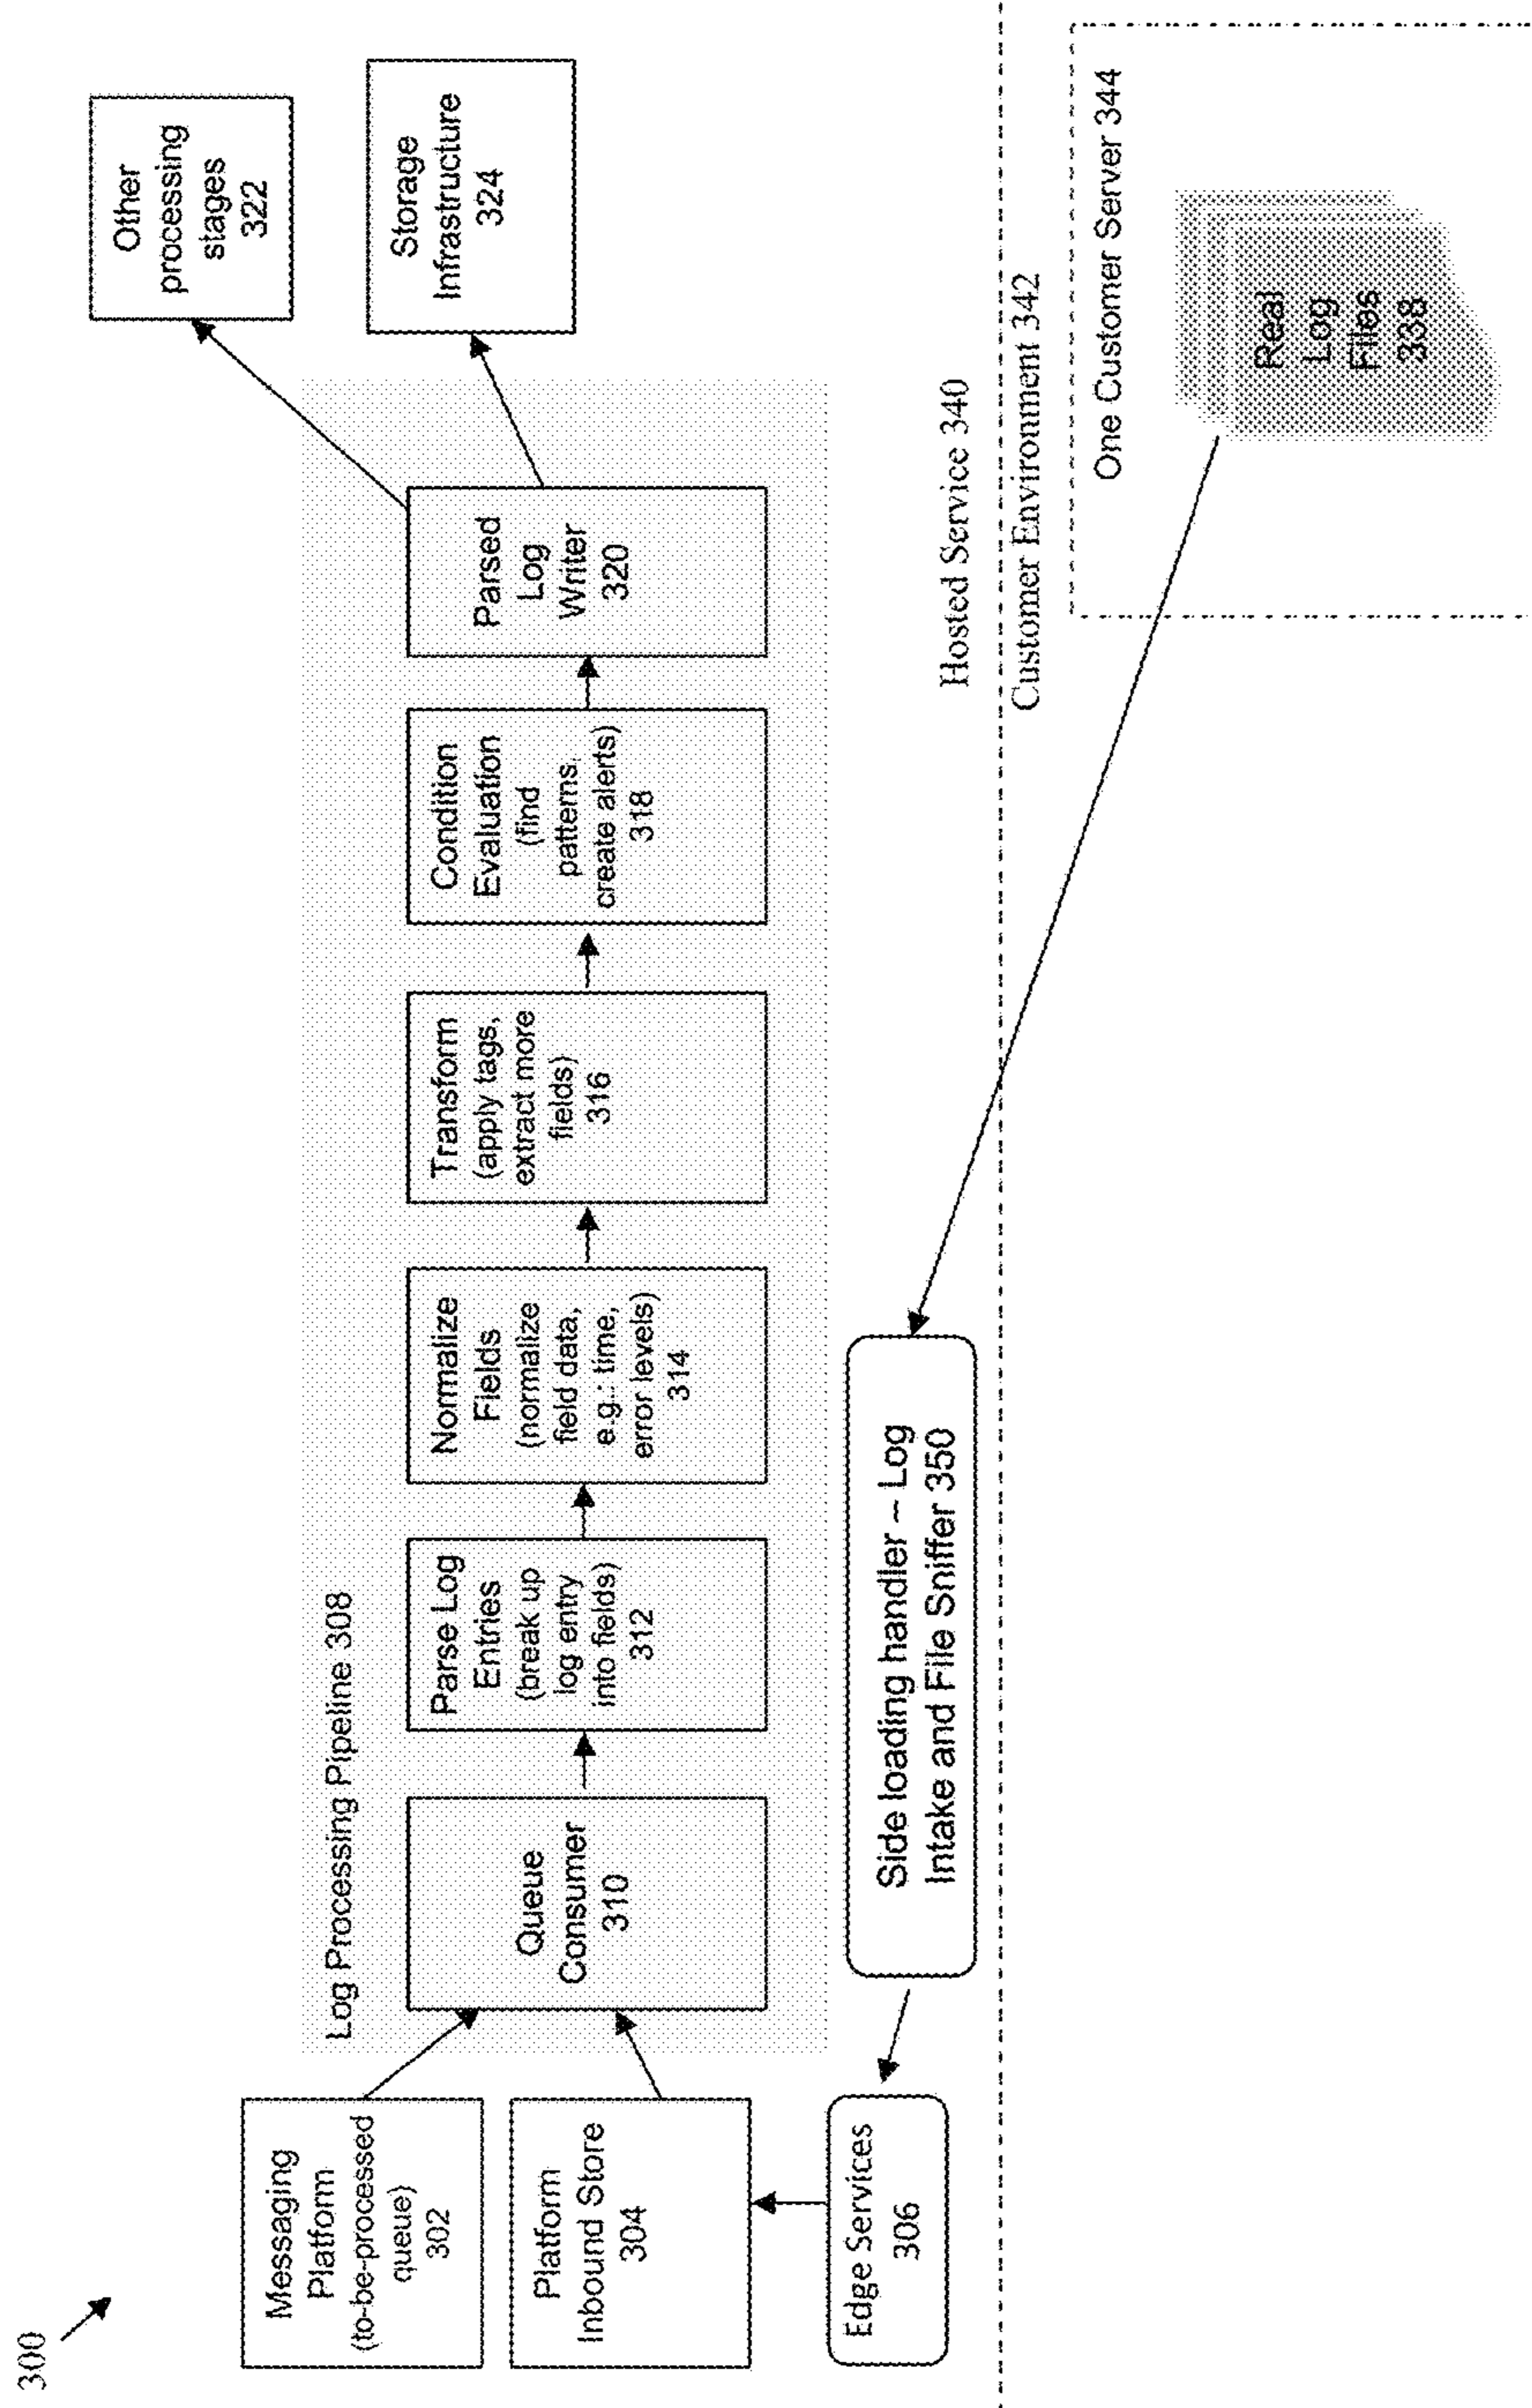 300
Messaging
Platform
(to-be-processed
queue)
302
Platform
Inbound Store
304
Edge Services
306
Log Processing Pipeline 308
Queue
Consumer
310
Parse Log
Entries
(break up
log entry
into fields)
312
Normalize
Fields
(normalize
field data,
e.g.: time,
error levels)
314
Transform
(apply tags,
extract more
fields)
316
Condition
Evaluation
(find
patterns,
create alerts)
318
Parsed
Log
Writer
320
Other
processing
stages
322
Storage
Infrastructure
324
Side loading handler – Log
Intake and File Sniffer 350
Hosted Service 340
Customer Environment 342
One Customer Server 344
Real
Log
Files
338